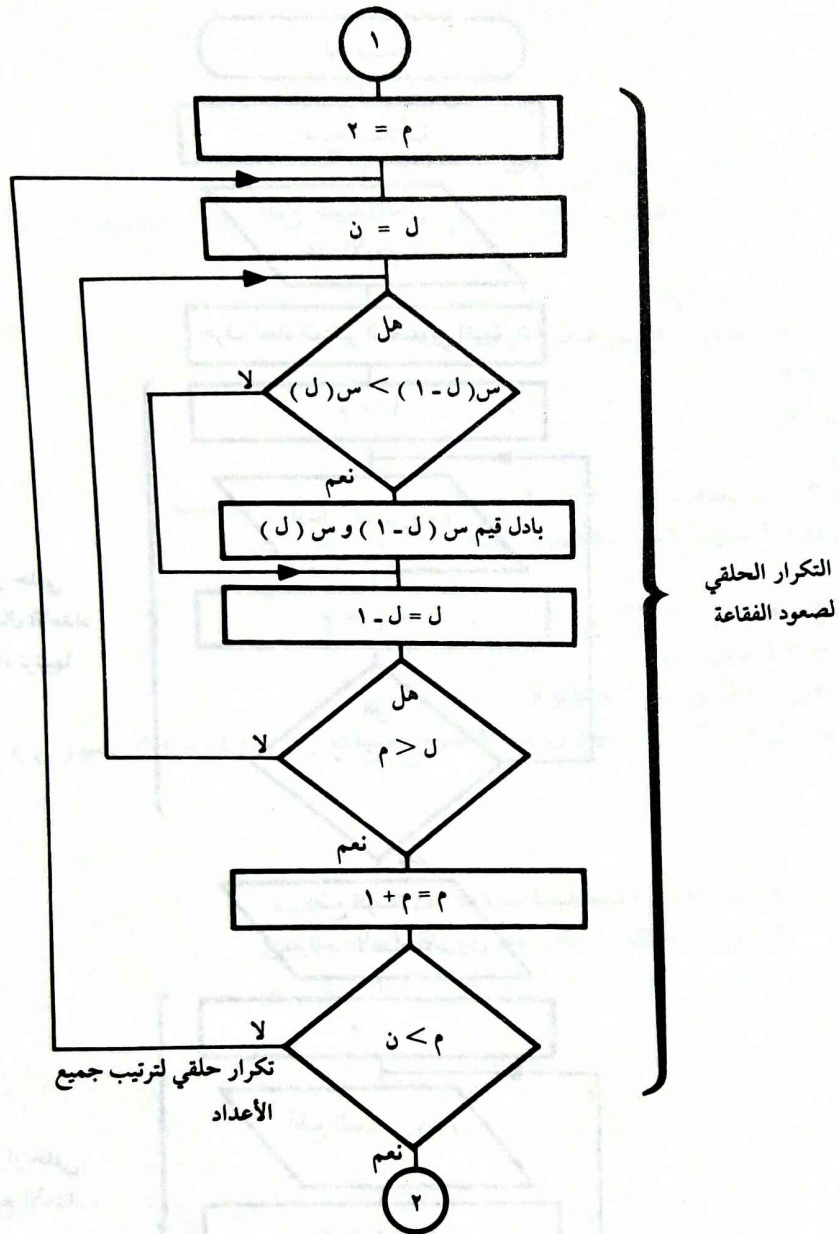 ١
م = ٢
ل = ن
هل
س(ل-١) > س(ل)
لا
نعم
بادل قيم س (ل-١) و س (ل)
ل = ل-١
التكرار الحلقي
لصعود الفقاعة
هل
ل < م
لا
نعم
م = م + ١
م > ن
لا
تكرار حلقي لترتيب جميع
الأعداد
نعم
٢